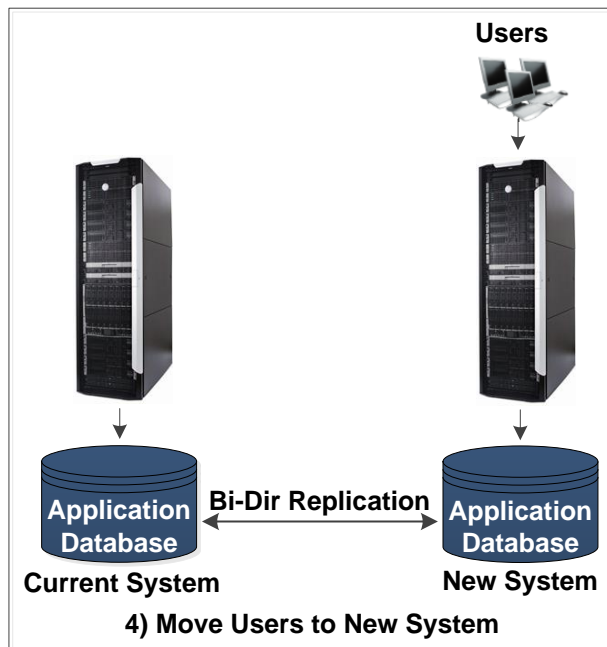 Users
Application
Database
Bi-Dir Replication
Application
Database
Current System
New System
4) Move Users to New System